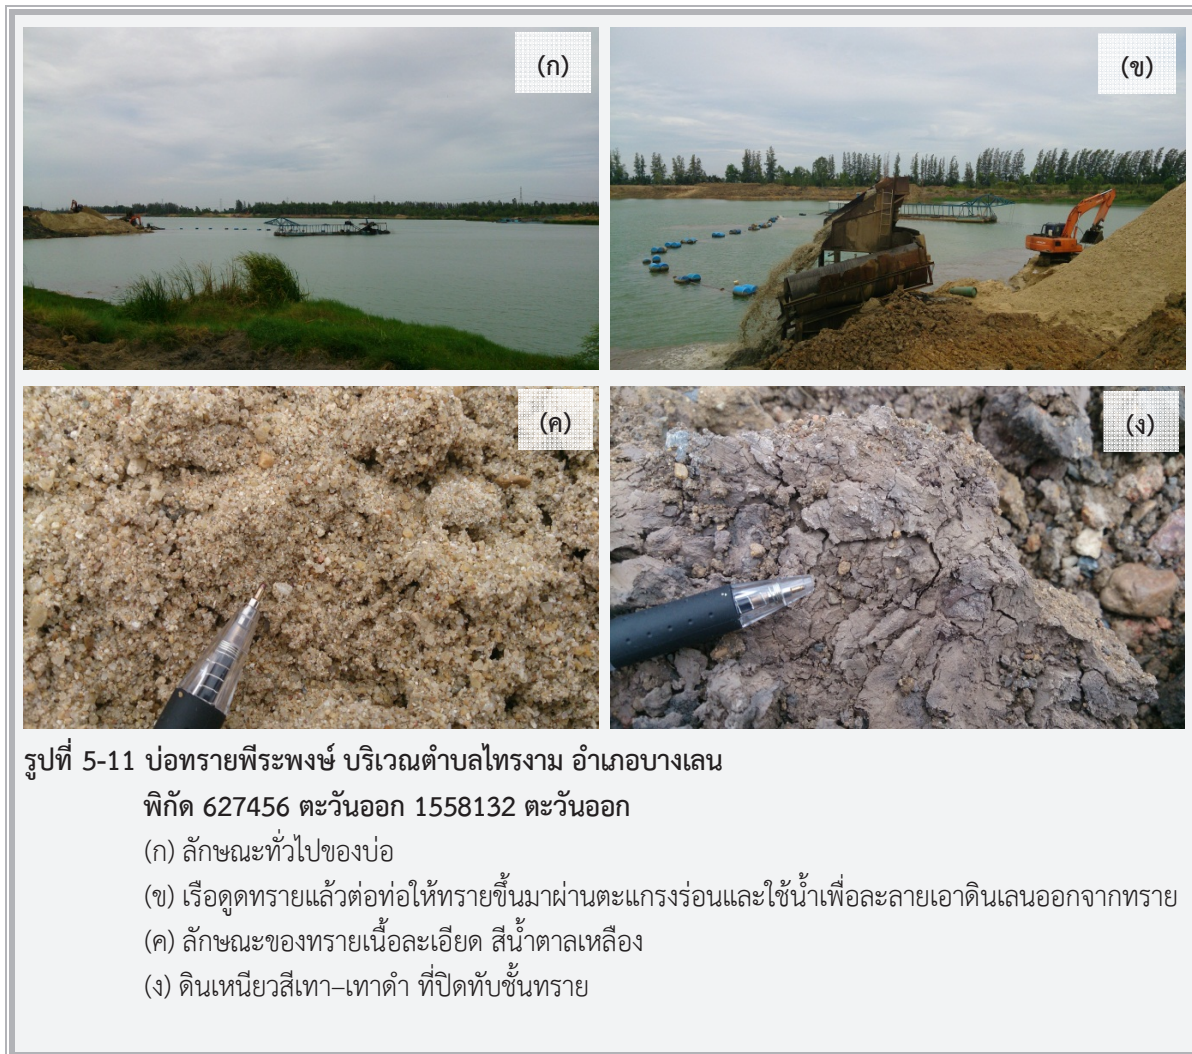 (ก)
(ข)
(ค)
(ง)
รูปที่ 5-11 บ่อทรายพีระพงษ์ บริเวณตำบลไทรงาม อำเภอบางเลน
พิกัด 627456 ตะวันออก 1558132 ตะวันออก
(ก) ลักษณะทั่วไปของบ่อ
(ข) เรือดูดทรายแล้วต่อท่อให้ทรายขึ้นมาผ่านตะแกรงร่อนและใช้น้ำเพื่อละลายเอาดินเลนออกจากทราย
(ค) ลักษณะของทรายเนื้อละเอียด สีน้ำตาลเหลือง
(ง) ดินเหนียวสีเทา–เทาดำ ที่ปิดทับชั้นทราย